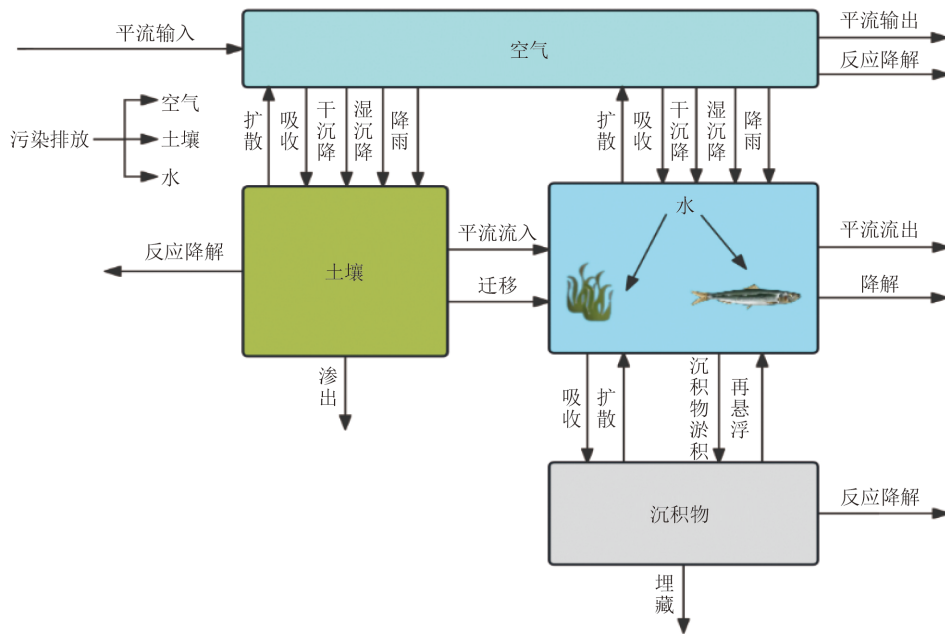 平流输入
空气
平流输出
反应降解
污染排放
空气
土壤
水
扩散
吸收
干沉降
湿沉降
降雨
扩散
吸收
干沉降
湿沉降
降雨
反应降解
土壤
平流流入
迁移
水
平流流出
降解
渗出
吸收
扩散
沉积物淤积
再悬浮
沉积物
反应降解
埋藏